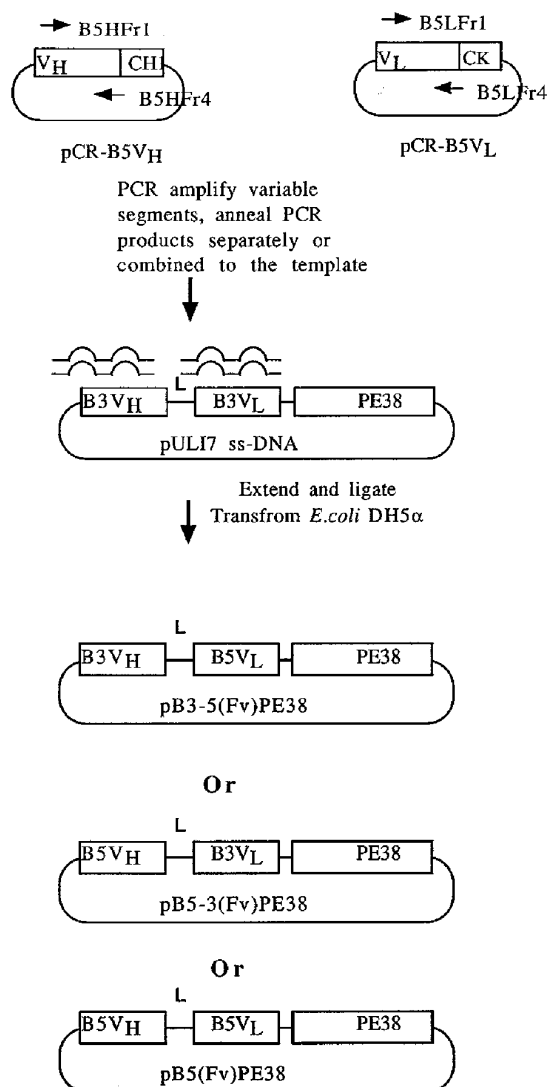 B5HFr1
B5LFr1
VH CH1
VL CK
B5HFr4
B5LFr4
pCR-B5VH
pCR-B5VL
PCR amplify variable
segments, anneal PCR
products separately or
combined to the template
L
B3VH B3VL PE38
pULI7 ss-DNA
Extend and ligate
Transfrom E.coli DH5α
L
B3VH B5VL PE38
pB3-5(Fv)PE38
Or
L
B5VH B3VL PE38
pB5-3(Fv)PE38
Or
L
B5VH B5VL PE38
pB5(Fv)PE38